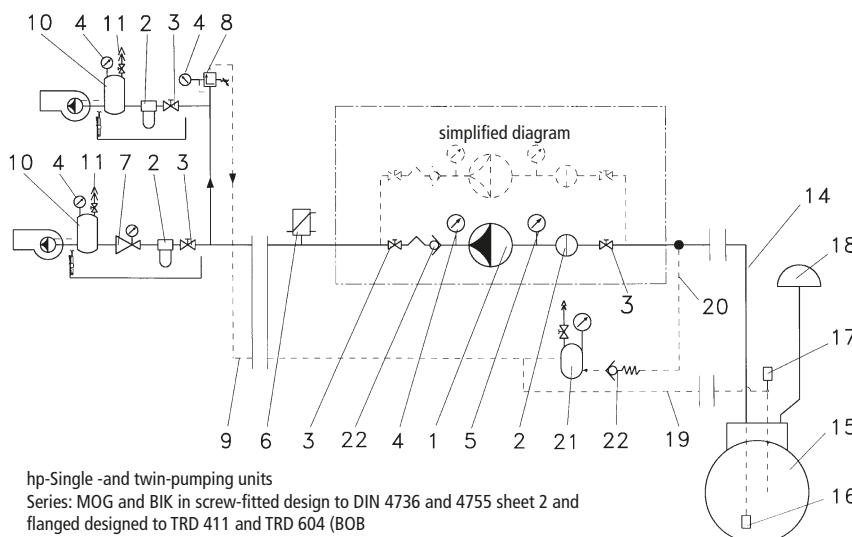 10 4 11 2 3 4 8
simplified diagram
10 4 11 7 2 3
14
18
3
20
17
9 6 3 22 4 1 5 2 21 22 19
15
16
hp-Single -and twin-pumping units
Series: MOG and BIK in screw-fitted design to DIN 4736 and 4755 sheet 2 and
flanged designed to TRD 411 and TRD 604 (BOB